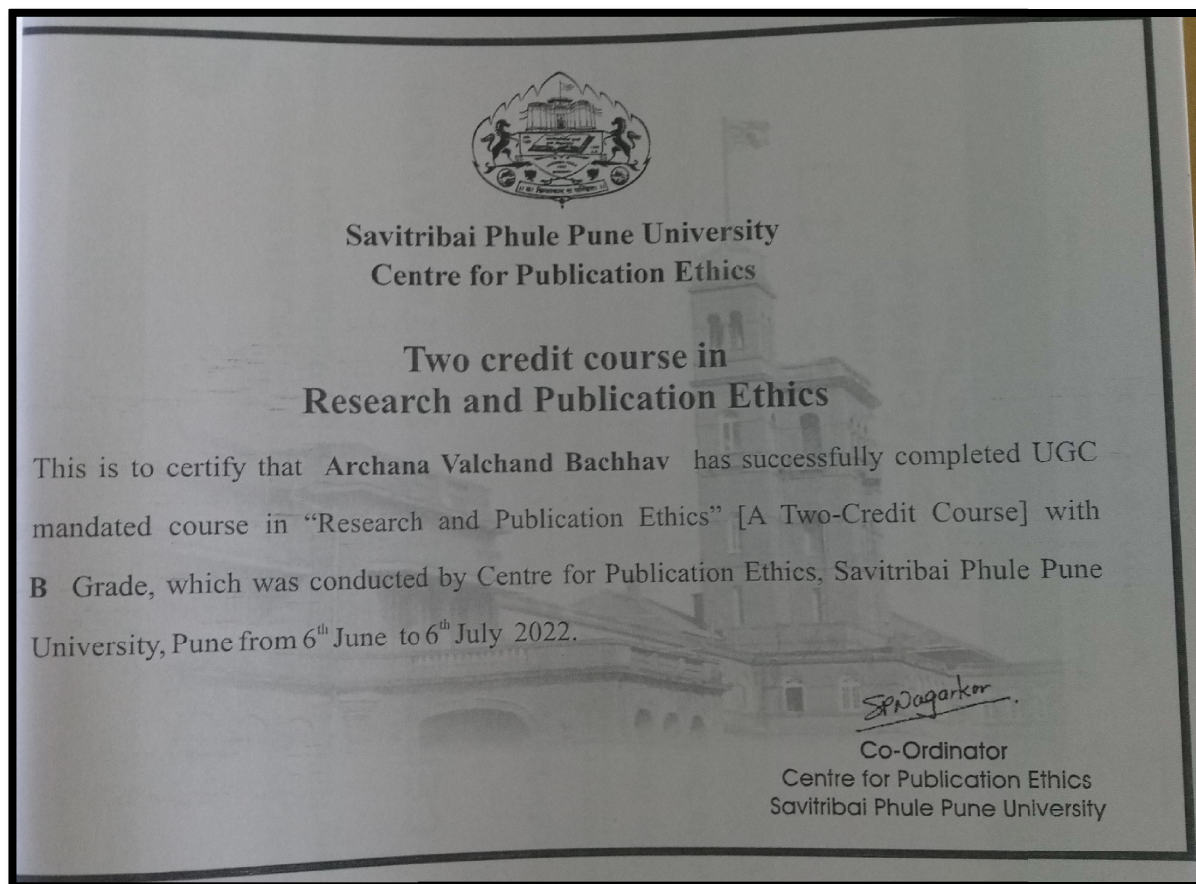 Savitribai Phule Pune University
Centre for Publication Ethics
Two credit course in
Research and Publication Ethics
This is to certify that Archana Valchand Bachhav has successfully completed UGC
mandated course in “Research and Publication Ethics” [A Two-Credit Course] with
B Grade, which was conducted by Centre for Publication Ethics, Savitribai Phule Pune
University, Pune from 6th June to 6th July 2022.
SPNagarkar
Co-Ordinator
Centre for Publication Ethics
Savitribai Phule Pune University